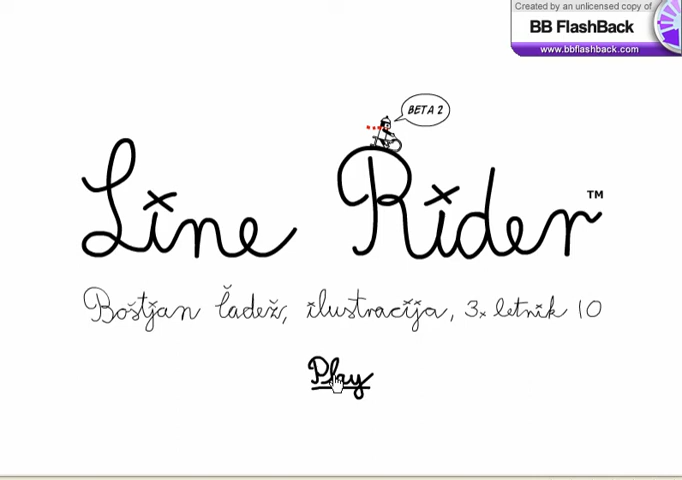 Created by an unlicensed copy of
BB FlashBack
www.bbflashback.com
BETA 2
Line Rider™
Boštjan Čadež, ilustracija, 3. letnik 10
Play